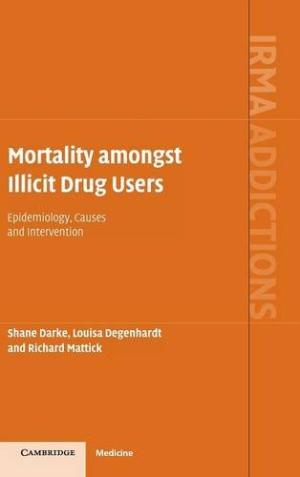 IRMA ADDICTIONS
Mortality amongst
Illicit Drug Users
Epidemiology, Causes
and Intervention
Shane Darke, Louisa Degenhardt
and Richard Mattick
CAMBRIDGE
Medicine